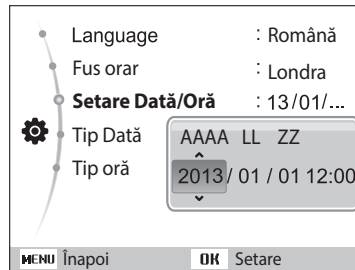 Language : Română
Fus orar : Londra
Setare Dată/Oră : 13/01/...
Tip Dată
AAAA LL ZZ
Tip oră
2013 / 01 / 01 12:00
MENU Înapoi OK Setare